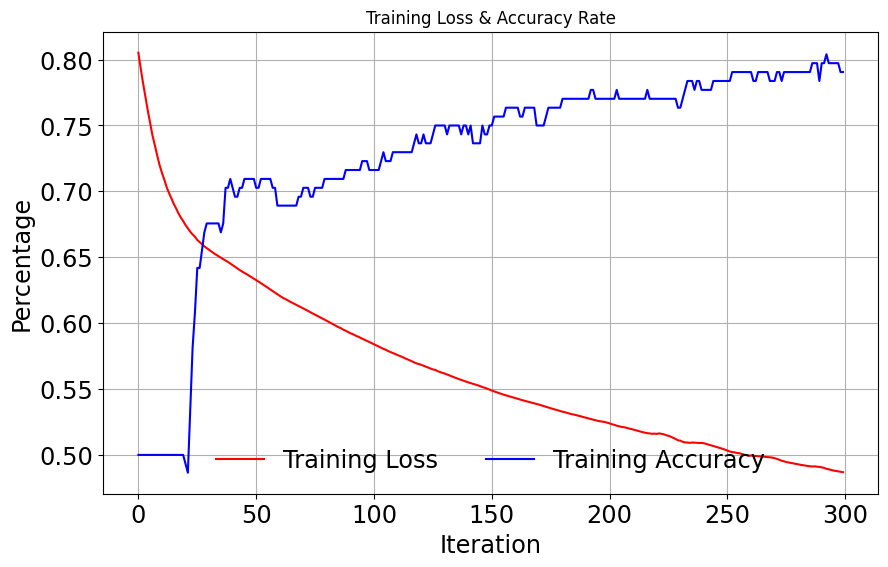 Training Loss & Accuracy Rate
0.80
0.75
0.70
0.65
0.60
0.55
0.50
Percentage
Training Loss Training Accuracy
0 50 100 150 200 250 300
Iteration